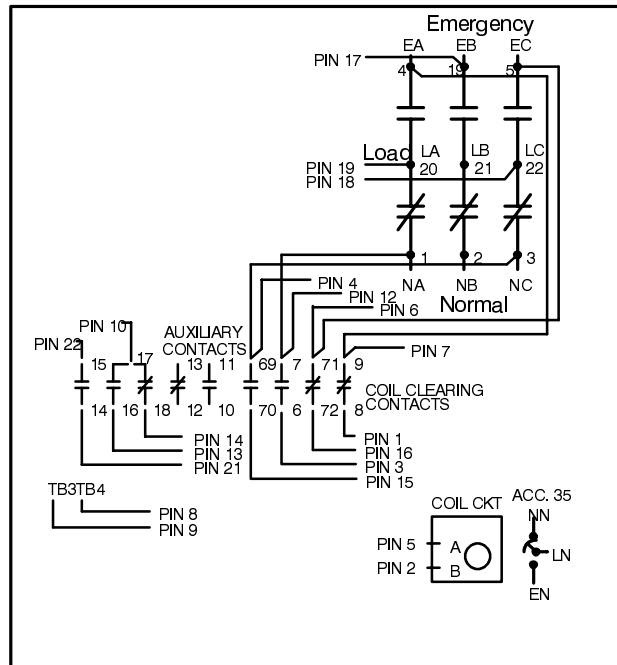 Emergency
EA EB EC
PIN 17
4 19 5
Load LA LB LC
PIN 19 20 21 22
PIN 18
1 2 3
NA NB NC
Normal
PIN 4
PIN 12
PIN 6
PIN 10
PIN 22
AUXILIARY
CONTACTS
PIN 7
15 17 13 11 69 7 71 9
COIL CLEARING
CONTACTS
14 16 18 12 10 70 6 72 8
PIN 14
PIN 13
PIN 21
PIN 1
PIN 16
PIN 3
PIN 15
TB3TB4
PIN 8
PIN 9
COIL CKT
ACC. 35
NN
PIN 5 A
PIN 2 B
LN
EN